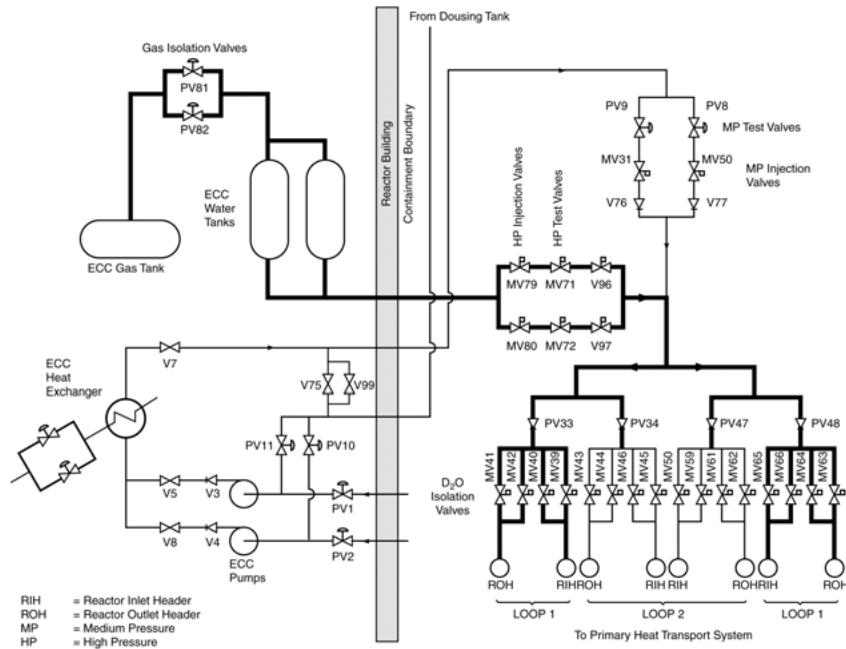 From Dousing Tank
Gas Isolation Valves
PV81
PV82
ECC
Water
Tanks
ECC Gas Tank
Reactor Building
Containment Boundary
PV9
PV8
MP Test Valves
MV31
MV50
MP Injection
Valves
V76
V77
HP Injection Valves
HP Test Valves
MV79
MV71
V96
MV80
MV72
V97
ECC
Heat
Exchanger
V7
V75
V99
PV11
PV10
V5
V3
PV1
V8
V4
PV2
ECC
Pumps
PV33
PV34
PV47
PV48
D₂O
Isolation
Valves
MV41
MV42
MV40
MV39
MV43
MV44
MV46
MV45
MV50
MV59
MV61
MV62
MV65
MV66
MV64
MV63
ROH
RIH
ROH
RIH
RIH
ROH
RIH
ROH
LOOP 1
LOOP 2
LOOP 1
To Primary Heat Transport System
RIH = Reactor Inlet Header
ROH = Reactor Outlet Header
MP = Medium Pressure
HP = High Pressure